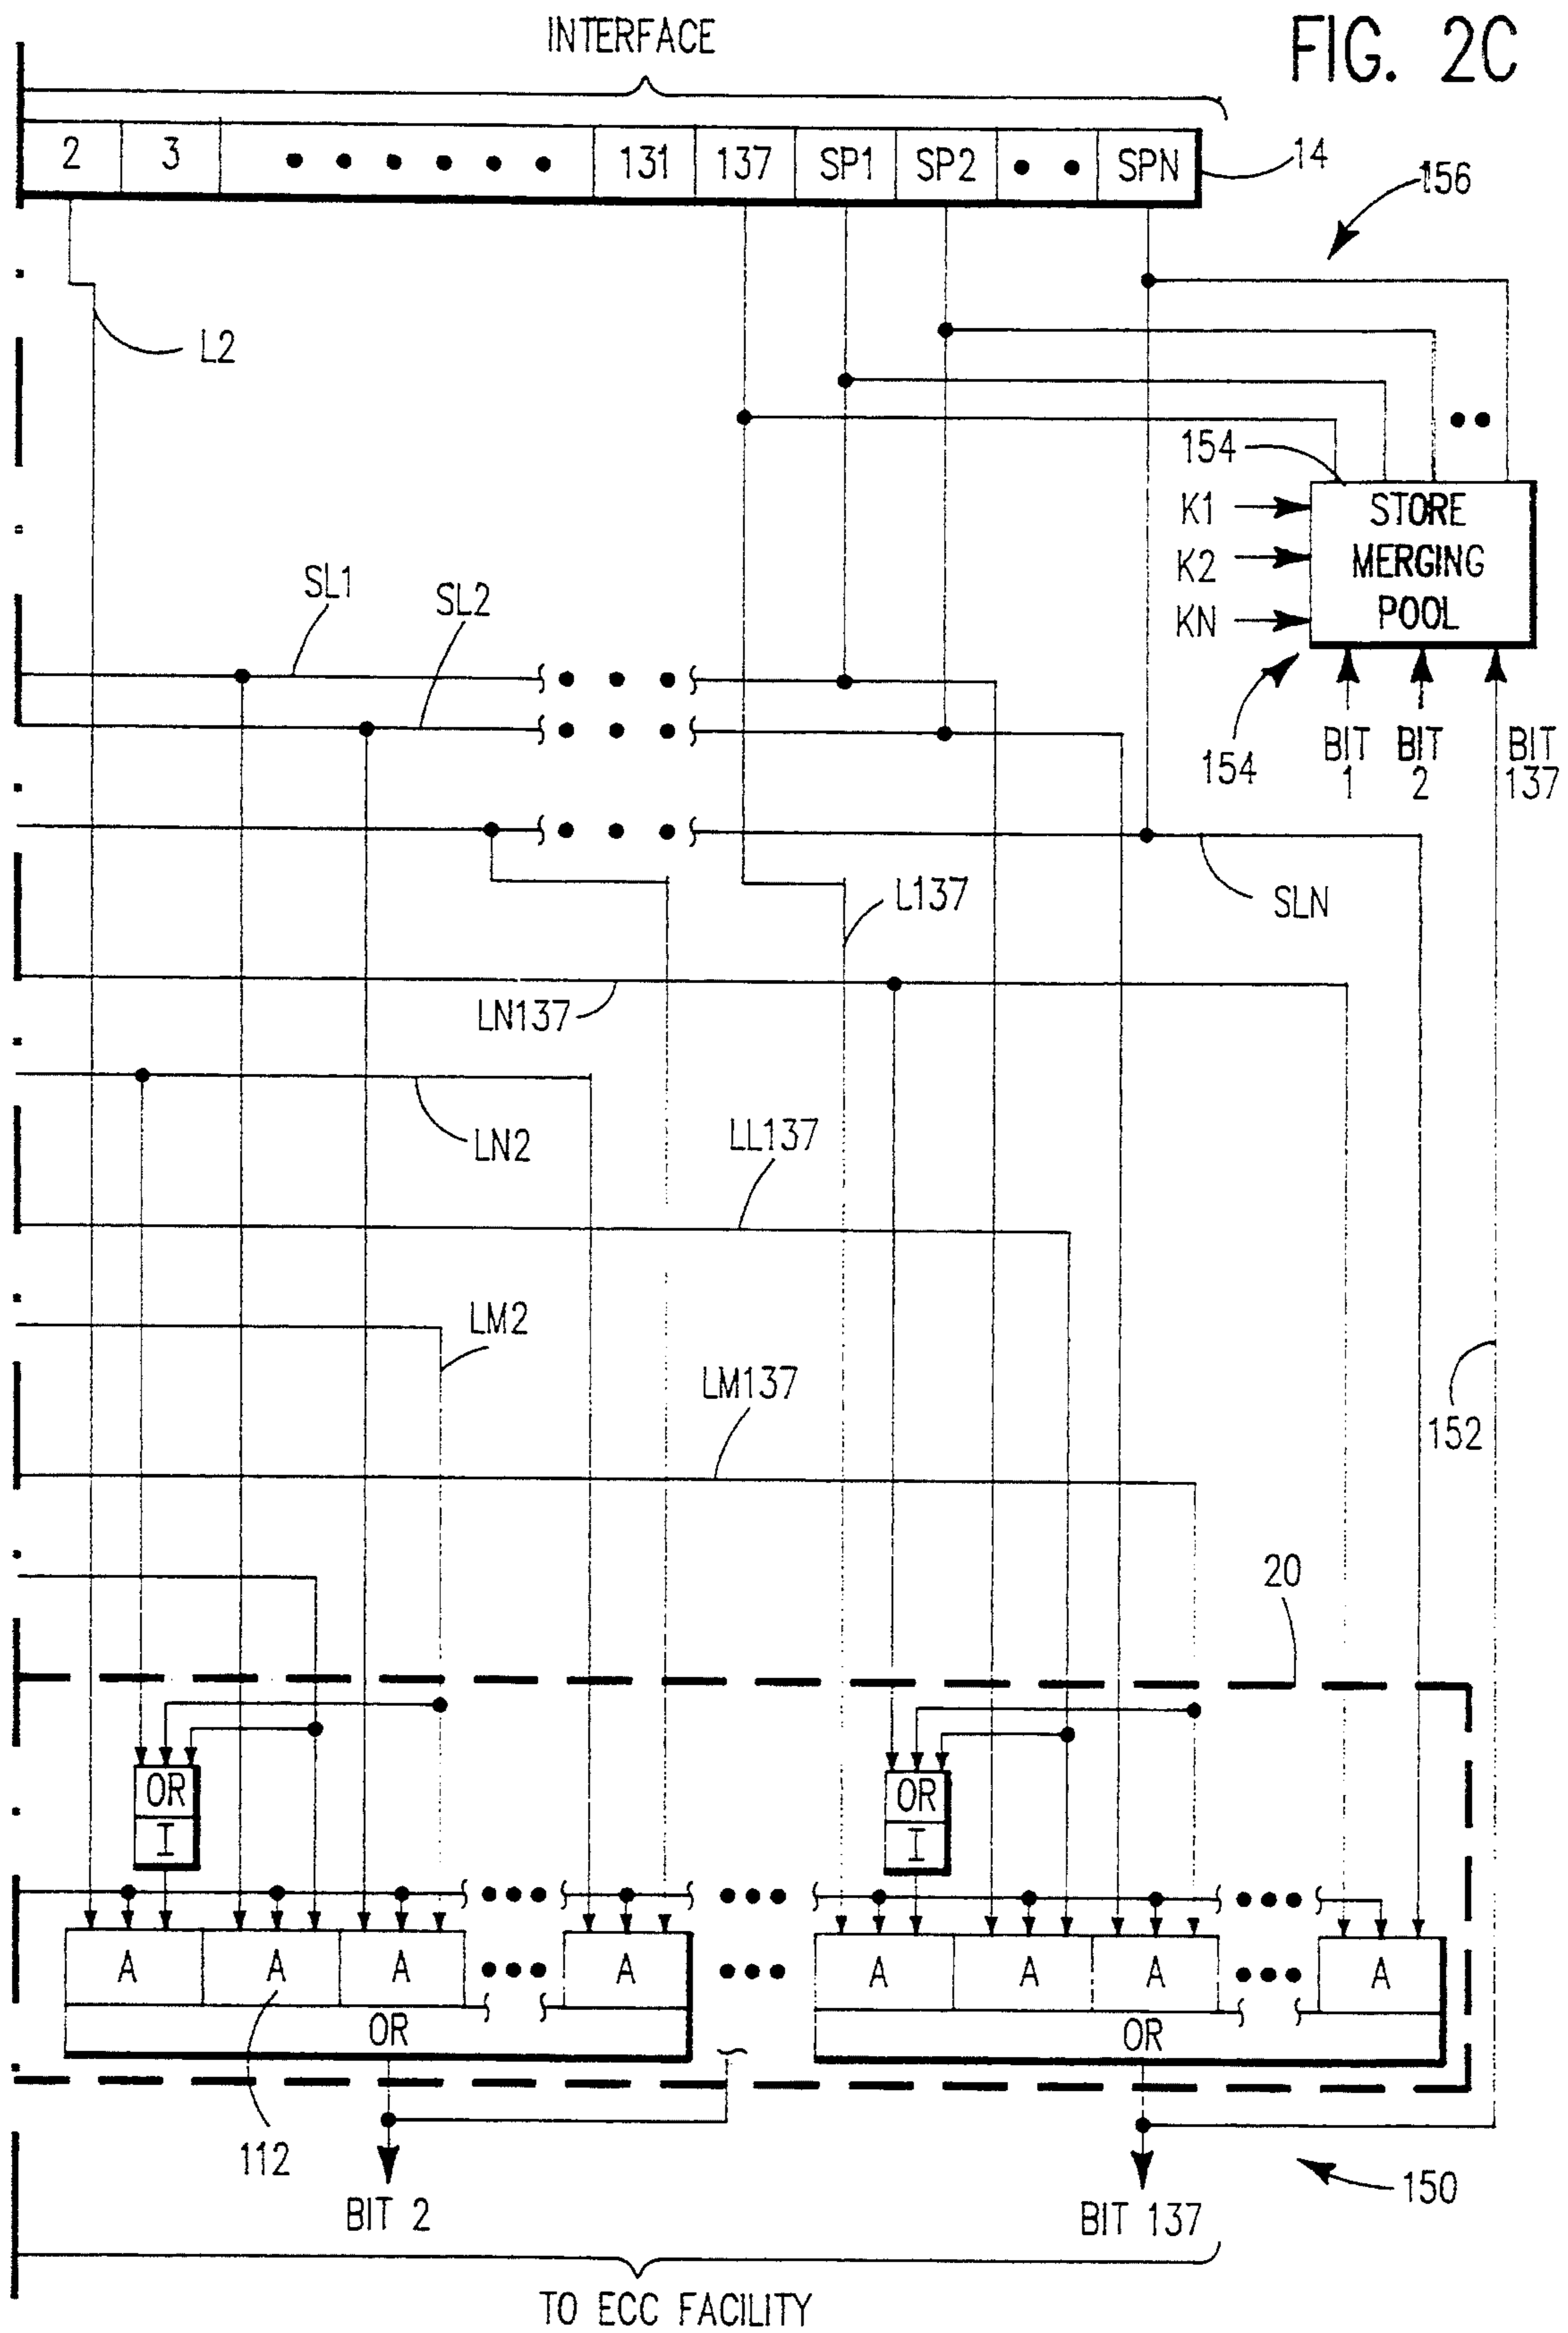 FIG. 2C
INTERFACE
2 3 131 137 SP1 SP2 SPN
14
156
L2
154
K1
K2
KN
STORE
MERGING
POOL
SL1
SL2
154
BIT
1
BIT
2
BIT
137
L137
SLN
LN137
LN2
LL137
LM2
LM137
152
20
OR
I
OR
I
A A A A A A A A
OR OR
112
150
BIT 2
BIT 137
TO ECC FACILITY